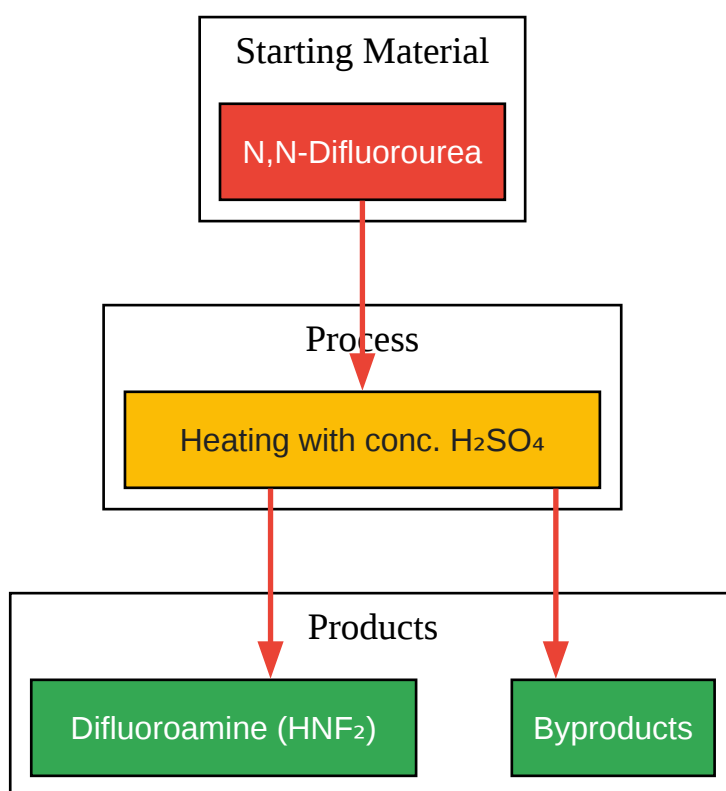 Starting Material
N,N-Difluorourea
Process
Heating with conc. H₂SO₄
Products
Difluoroamine (HNF₂)
Byproducts